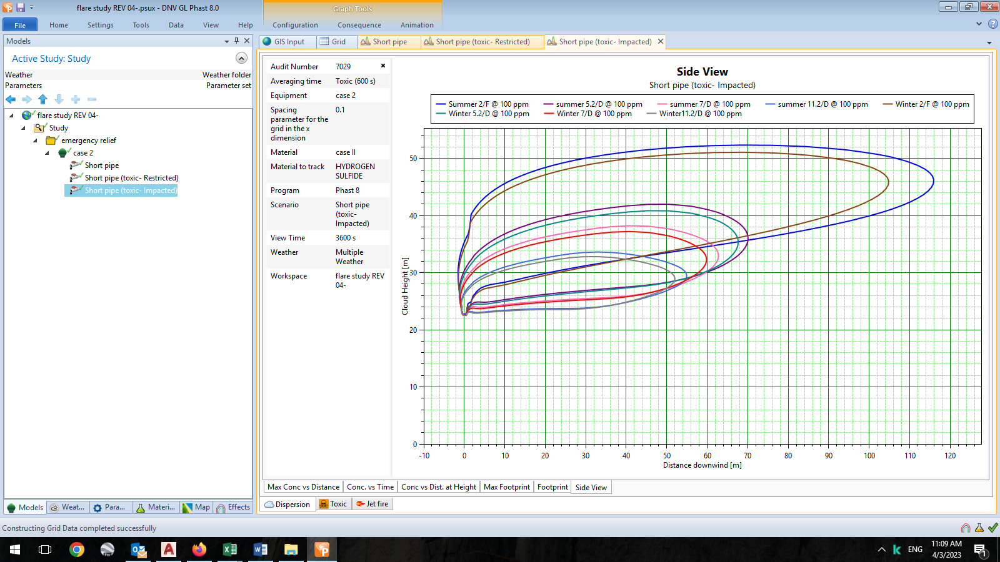 flare study REV 04-.psux - DNV GL Phast 8.0
Graph Tools
File
Home
Settings
Tools
Data
View
Help
Configuration
Consequence
Animation
Models
Active Study: Study
Weather
Weather folder
Parameters
Parameter set
flare study REV 04-
Study
emergency relief
case 2
Short pipe
Short pipe (toxic- Restricted)
Short pipe (toxic- Impacted)
Models
Weat...
Para...
Materi...
Map
Effects
GIS Input
Grid
Short pipe
Short pipe (toxic- Restricted)
Short pipe (toxic- Impacted)
Audit Number 7029
Averaging time Toxic (600 s)
Equipment case 2
Spacing 0.1
parameter for the
grid in the x
dimension
Material case II
Material to track HYDROGEN
SULFIDE
Program Phast 8
Scenario Short pipe
(toxic-
Impacted)
View Time 3600 s
Weather Multiple
Weather
Workspace flare study REV
04-
Side View
Short pipe (toxic- Impacted)
Summer 2/F @ 100 ppm
summer 5.2/D @ 100 ppm
summer 7/D @ 100 ppm
summer 11.2/D @ 100 ppm
Winter 2/F @ 100 ppm
Winter 5.2/D @ 100 ppm
Winter 7/D @ 100 ppm
Winter11.2/D @ 100 ppm
Cloud Height [m]
50
40
30
20
10
0
-10 0 10 20 30 40 50 60 70 80 90 100 110 120
Distance downwind [m]
Max Conc vs Distance
Conc. vs Time
Conc vs Dist. at Height
Max Footprint
Footprint
Side View
Dispersion
Toxic
Jet fire
Constructing Grid Data completed successfully
Pro
ENG
11:09 AM
4/3/2023
1